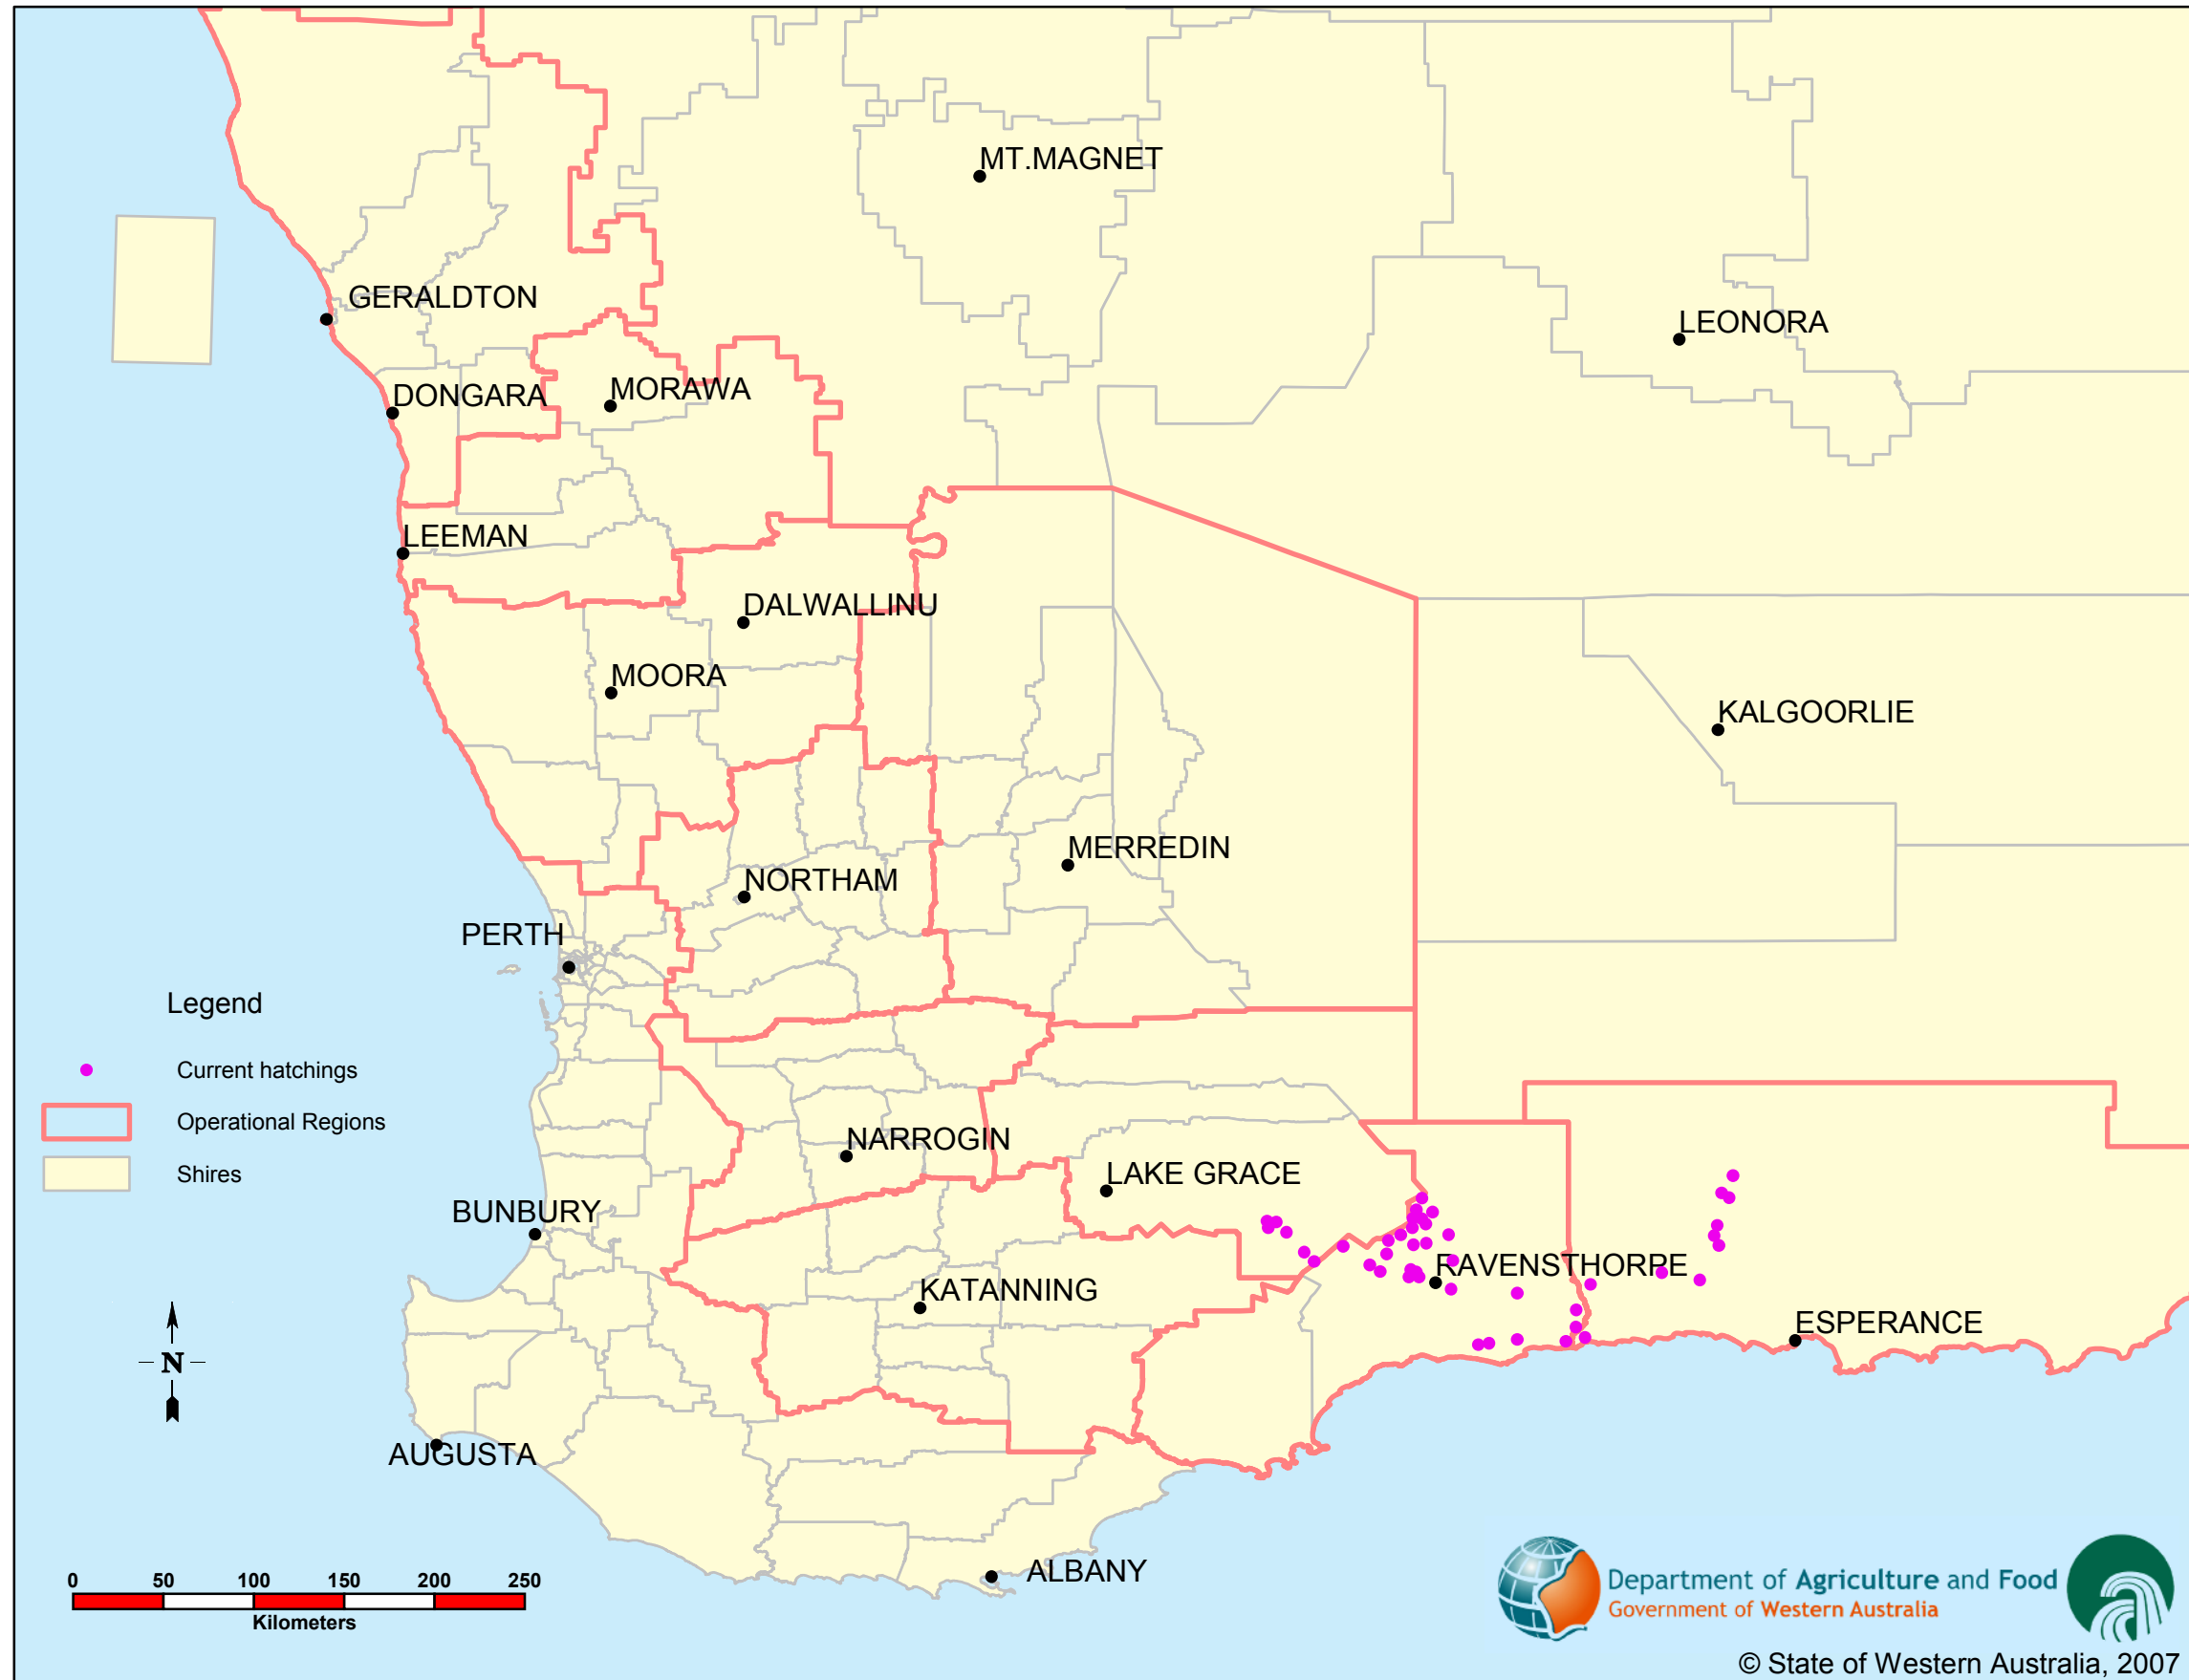 MT.MAGNET
GERALDTON
LEONORA
DONGARA
MORAWA
LEEMAN
DALWALLINU
MOORA
KALGOORLIE
MERREDIN
NORTHAM
PERTH
Legend
Current hatchings
Operational Regions
Shires
NARROGIN
LAKE GRACE
BUNBURY
RAVENSTHORPE
KATANNING
ESPERANCE
N
AUGUSTA
ALBANY
0 50 100 150 200 250
Kilometers
Department of Agriculture and Food
Government of Western Australia
© State of Western Australia, 2007